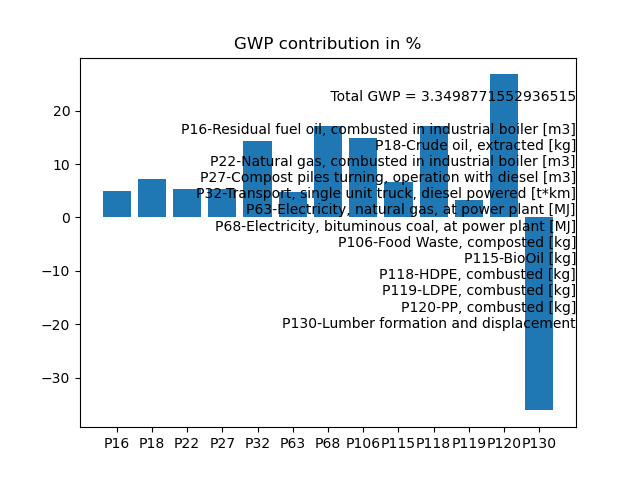 GWP contribution in %
Total GWP = 3.3498771552936515
P16-Residual fuel oil, combusted in industrial boiler [m3]
P18-Crude oil, extracted [kg]
P22-Natural gas, combusted in industrial boiler [m3]
P27-Compost piles turning, operation with diesel [m3]
P32-Transport, single unit truck, diesel powered [t*km]
P63-Electricity, natural gas, at power plant [MJ]
P68-Electricity, bituminous coal, at power plant [MJ]
P106-Food Waste, composted [kg]
P115-BioOil [kg]
P118-HDPE, combusted [kg]
P119-LDPE, combusted [kg]
P120-PP, combusted [kg]
P130-Lumber formation and displacement
20
10
0
−10
−20
−30
P16 P18 P22 P27 P32 P63 P68 P106 P115 P118 P119 P120 P130